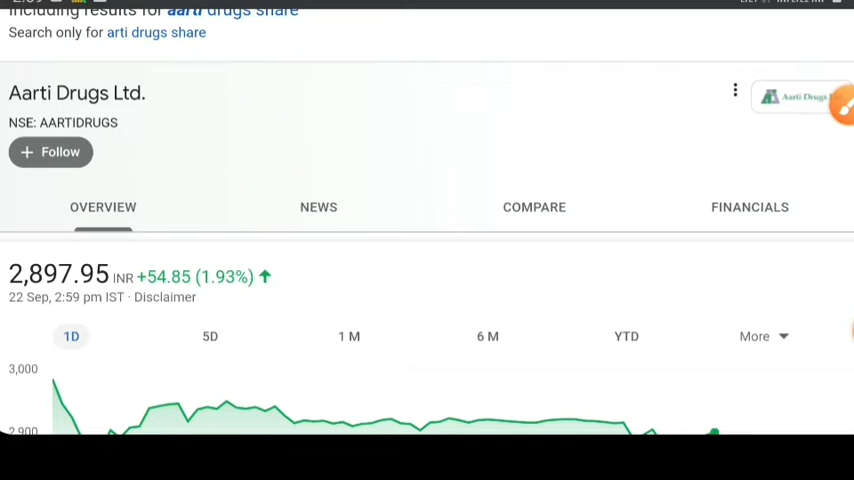 Including results for aarti drugs share
Search only for arti drugs share
Aarti Drugs Ltd.
NSE: AARTIDRUGS
Aarti Drugs
+ Follow
OVERVIEW NEWS COMPARE FINANCIALS
2,897.95 INR +54.85 (1.93%)
22 Sep, 2:59 pm IST · Disclaimer
1D 5D 1 M 6 M YTD More
3,000
2,900